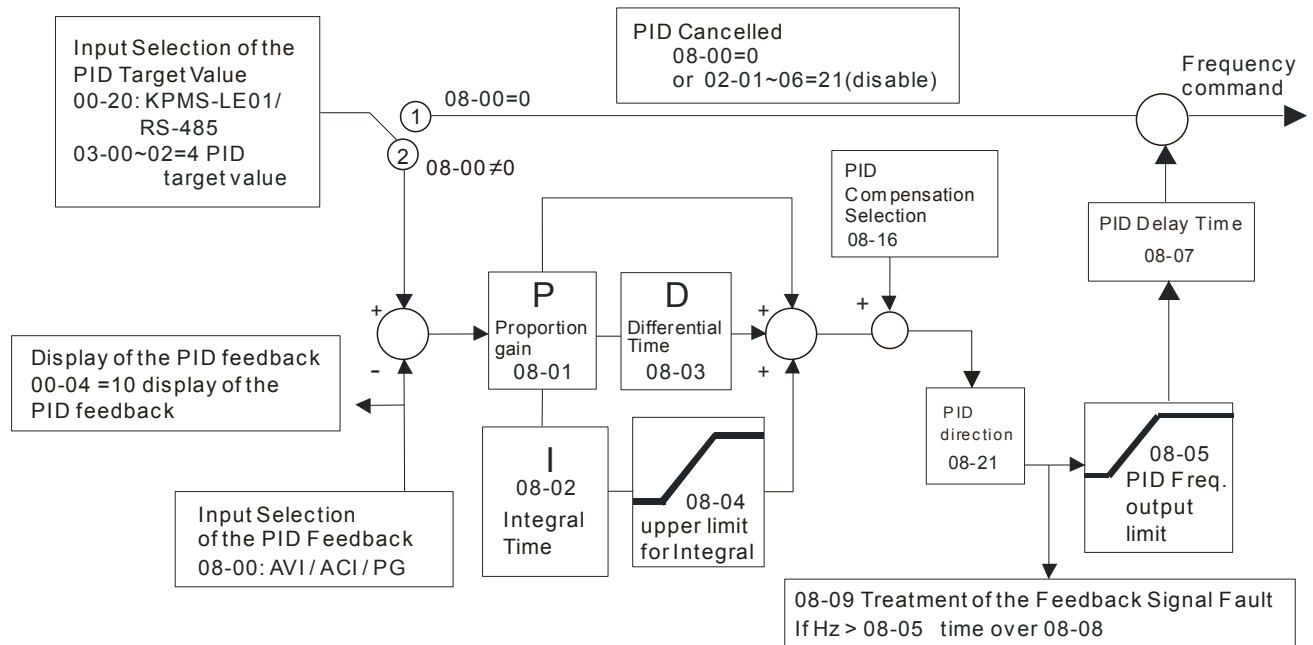 Input Selection of the
PID Target Value
00-20: KPMS-LE01/
RS-485
03-00~02=4 PID
target value
PID Cancelled
08-00=0
or 02-01~06=21(disable)
Frequency
command
1
08-00=0
2
08-00≠0
PID
Compensation
Selection
08-16
PID Delay Time
08-07
+
-
P
Proportion
gain
08-01
D
Differential
Time
08-03
+
+
+
Display of the PID feedback
00-04 =10 display of the
PID feedback
I
08-02
Integral
Time
08-04
upper limit
for Integral
PID
direction
08-21
08-05
PID Freq.
output
limit
Input Selection
of the PID Feedback
08-00: AVI / ACI / PG
08-09 Treatment of the Feedback Signal Fault
If Hz > 08-05 time over 08-08